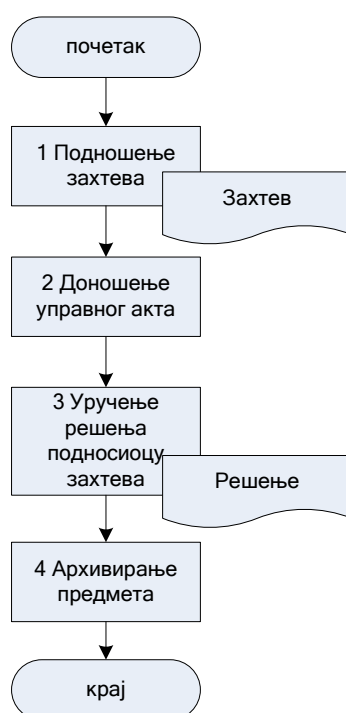 почетак
1 Подношење
захтева
Захтев
2 Доношење
управног акта
3 Уручење
решења
подносиоцу
захтева
Решење
4 Архивирање
предмета
крај